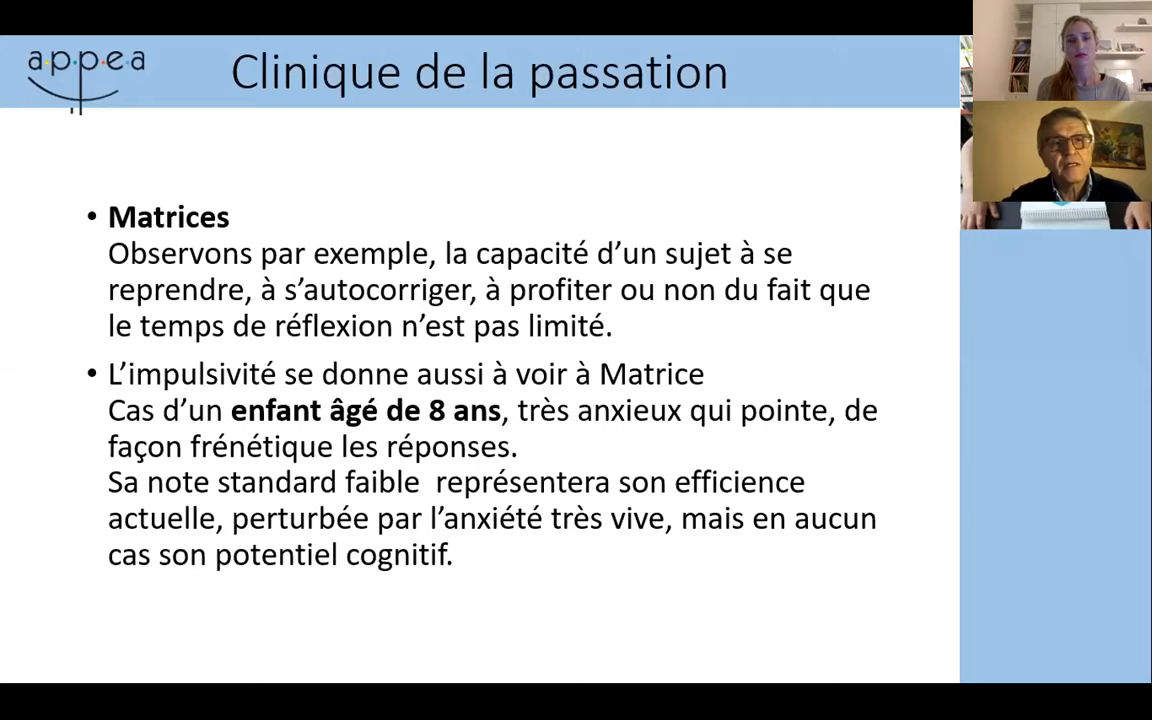 appea
Clinique de la passation
• Matrices
Observons par exemple, la capacité d’un sujet à se
reprendre, à s’autocorriger, à profiter ou non du fait que
le temps de réflexion n’est pas limité.
• L’impulsivité se donne aussi à voir à Matrice
Cas d’un enfant âgé de 8 ans, très anxieux qui pointe, de
façon frénétique les réponses.
Sa note standard faible  représentera son efficience
actuelle, perturbée par l’anxiété très vive, mais en aucun
cas son potentiel cognitif.